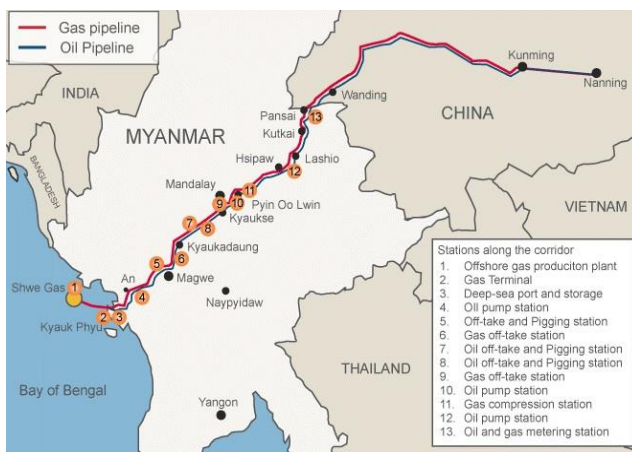 Gas pipeline
Oil Pipeline
INDIA
BANGLADESH
MYANMAR
CHINA
Kunming
Nanning
Wanding
Pansai
13
Kutkai
Hsipaw
Lashio
12
Mandalay
11
9
10
Pyin Oo Lwin
Kyaukse
7
8
Kyaukadaung
VIETNAM
5
6
An
Magwe
Shwe Gas
1
4
Naypyidaw
2
3
Kyauk Phyu
THAILAND
Bay of Bengal
Yangon
Stations along the corridor
1. Offshore gas produciton plant
2. Gas Terminal
3. Deep-sea port and storage
4. Oil pump station
5. Off-take and Pigging station
6. Gas off-take station
7. Oil off-take and Pigging station
8. Oil off-take and Pigging station
9. Gas off-take station
10. Oil pump station
11. Gas compression station
12. Oil pump station
13. Oil and gas metering station